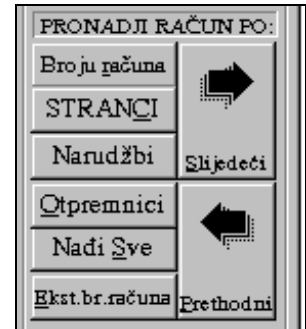 PRONADJI RAČUN PO:
Broju računa
STRANCI
Narudžbi
Slijedeći
Otpremnici
Nađi Sve
Ekst.br.računa
Prethodni